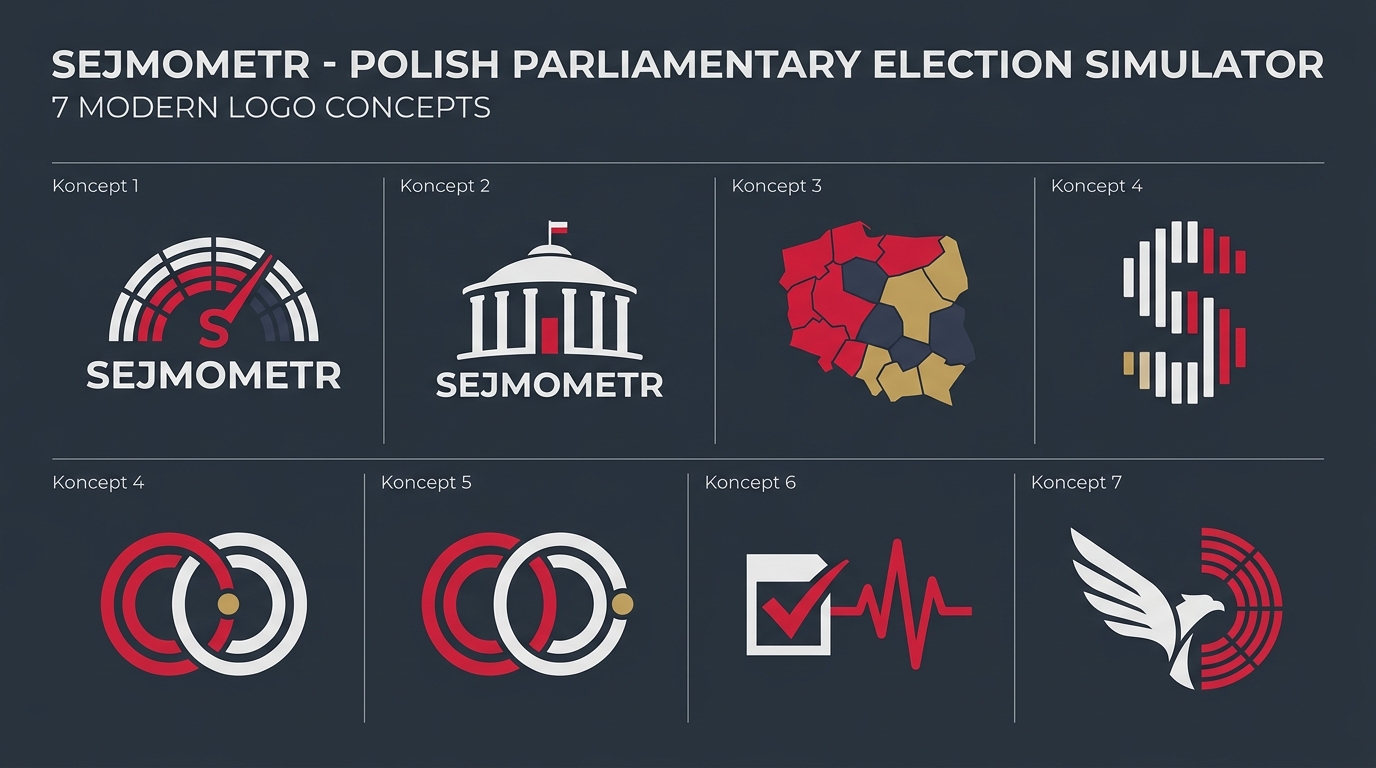 SEJMOMETR - POLISH PARLIAMENTARY ELECTION SIMULATOR
7 MODERN LOGO CONCEPTS
Koncept 1
S
SEJMOMETR
Koncept 2
SEJMOMETR
Koncept 3
Koncept 4
S
Koncept 4
Koncept 5
Koncept 6
Koncept 7